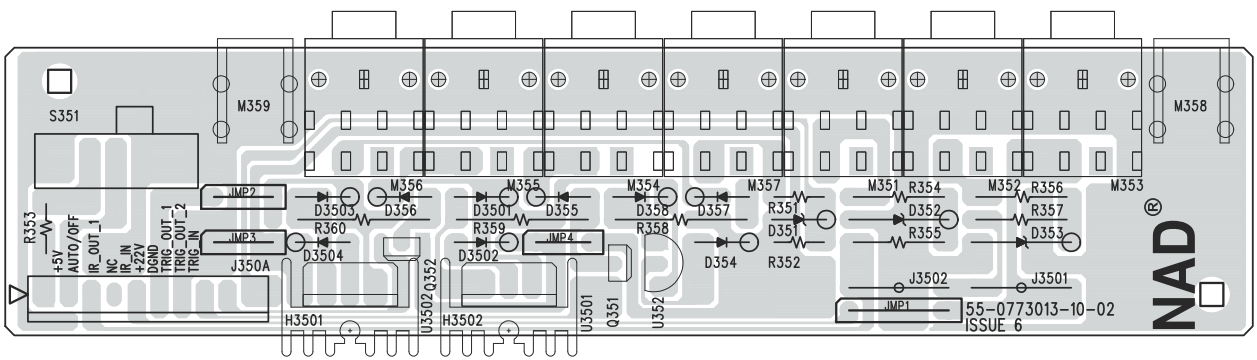 S351
M359
M358
M356
M355
M354
M357
M351
R354
M352
R356
M353
JMP2
D3503
D356
D3501
D355
D358
D357
R351
D352
R357
R353
+5V
AUTO/OFF
IR_OUT_1
NC
NC
IR_IN
+22V
DGND
TRIG_OUT_1
TRIG_OUT_2
TRIG_IN
R360
R359
R358
D351
R355
D353
JMP3
D3504
D3502
JMP4
D354
R352
J350A
Q352
J3502
J3501
H3501
U3502
H3502
U3501
Q351
U352
JMP1
55-0773013-10-02
ISSUE 6
NAD®